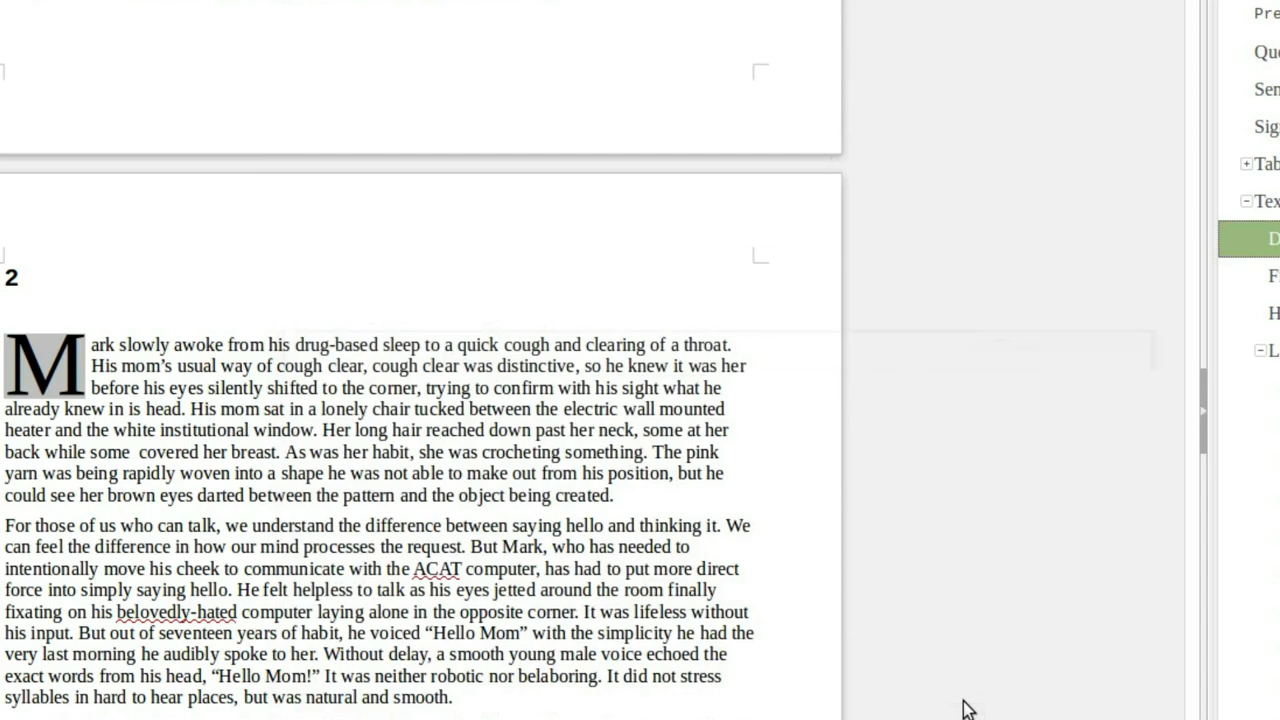 Pre
Quo
Sen
Sig
Tab
Tex
D
F
H
L
2
Mark slowly awoke from his drug-based sleep to a quick cough and clearing of a throat.
His mom’s usual way of cough clear, cough clear was distinctive, so he knew it was her
before his eyes silently shifted to the corner, trying to confirm with his sight what he
already knew in is head. His mom sat in a lonely chair tucked between the electric wall mounted
heater and the white institutional window. Her long hair reached down past her neck, some at her
back while some  covered her breast. As was her habit, she was crocheting something. The pink
yarn was being rapidly woven into a shape he was not able to make out from his position, but he
could see her brown eyes darted between the pattern and the object being created.
For those of us who can talk, we understand the difference between saying hello and thinking it. We
can feel the difference in how our mind processes the request. But Mark, who has needed to
intentionally move his cheek to communicate with the ACAT computer, has had to put more direct
force into simply saying hello. He felt helpless to talk as his eyes jetted around the room finally
fixating on his belovedly-hated computer laying alone in the opposite corner. It was lifeless without
his input. But out of seventeen years of habit, he voiced “Hello Mom” with the simplicity he had the
very last morning he audibly spoke to her. Without delay, a smooth young male voice echoed the
exact words from his head, “Hello Mom!” It was neither robotic nor belaboring. It did not stress
syllables in hard to hear places, but was natural and smooth.